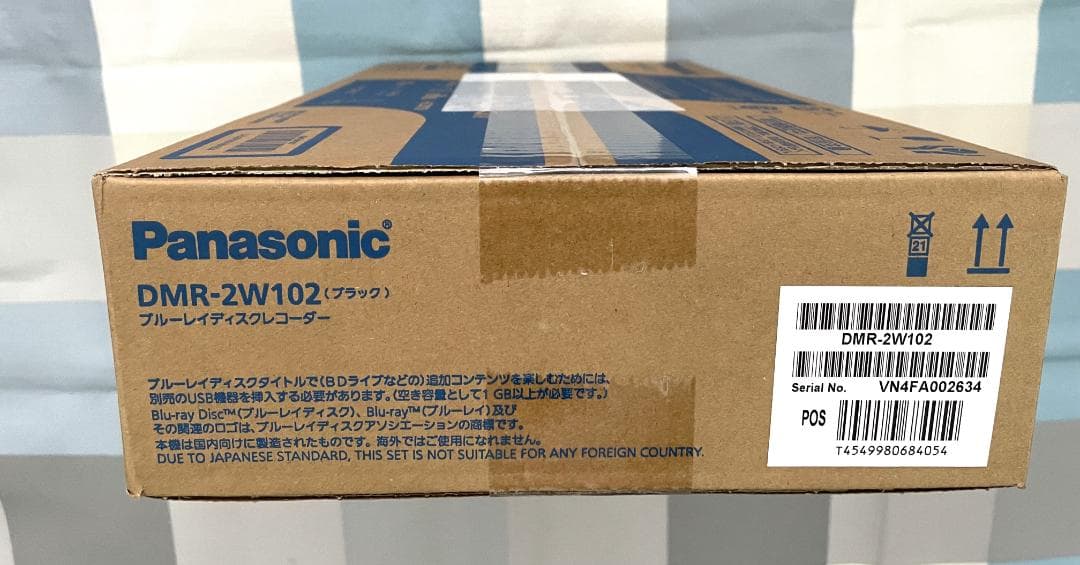 Panasonic®
DMR-2W102(ブラック)
ブルーレイディスクレコーダー
ブルーレイディスクタイトルで(BDライブなどの)追加コンテンツを楽しむためには、
別売のUSB機器を挿入する必要があります。(空き容量として1GB以上が必要です。)
Blu-ray Disc™(ブルーレイディスク)、Blu-ray™(ブルーレイ)及び
その関連のロゴは、ブルーレイディスクアソシエーションの商標です。
本機は国内向けに製造されたものです。海外ではご使用になれません。
DUE TO JAPANESE STANDARD, THIS SET IS NOT SUITABLE FOR ANY FOREIGN COUNTRY.
21
DMR-2W102
Serial No. VN4FA002634
POS
T4549980684054